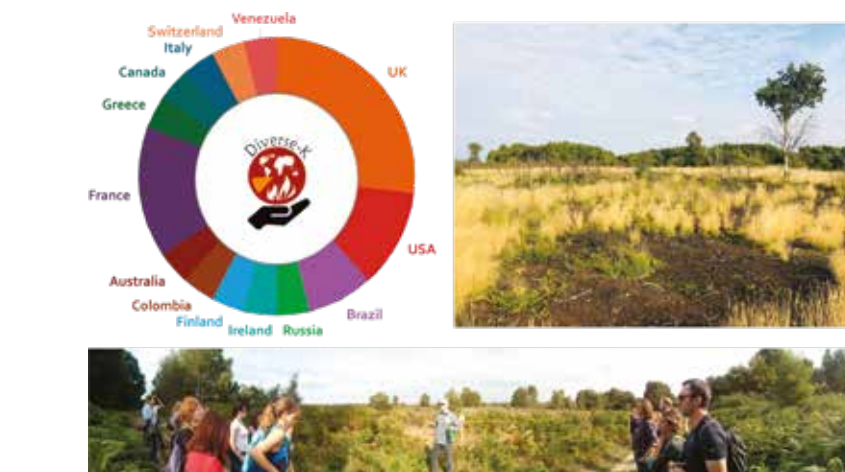 Venezuela
Switzerland
Italy
UK
Canada
Greece
Diverse-K
France
USA
Australia
Colombia
Brazil
Finland
Ireland
Russia